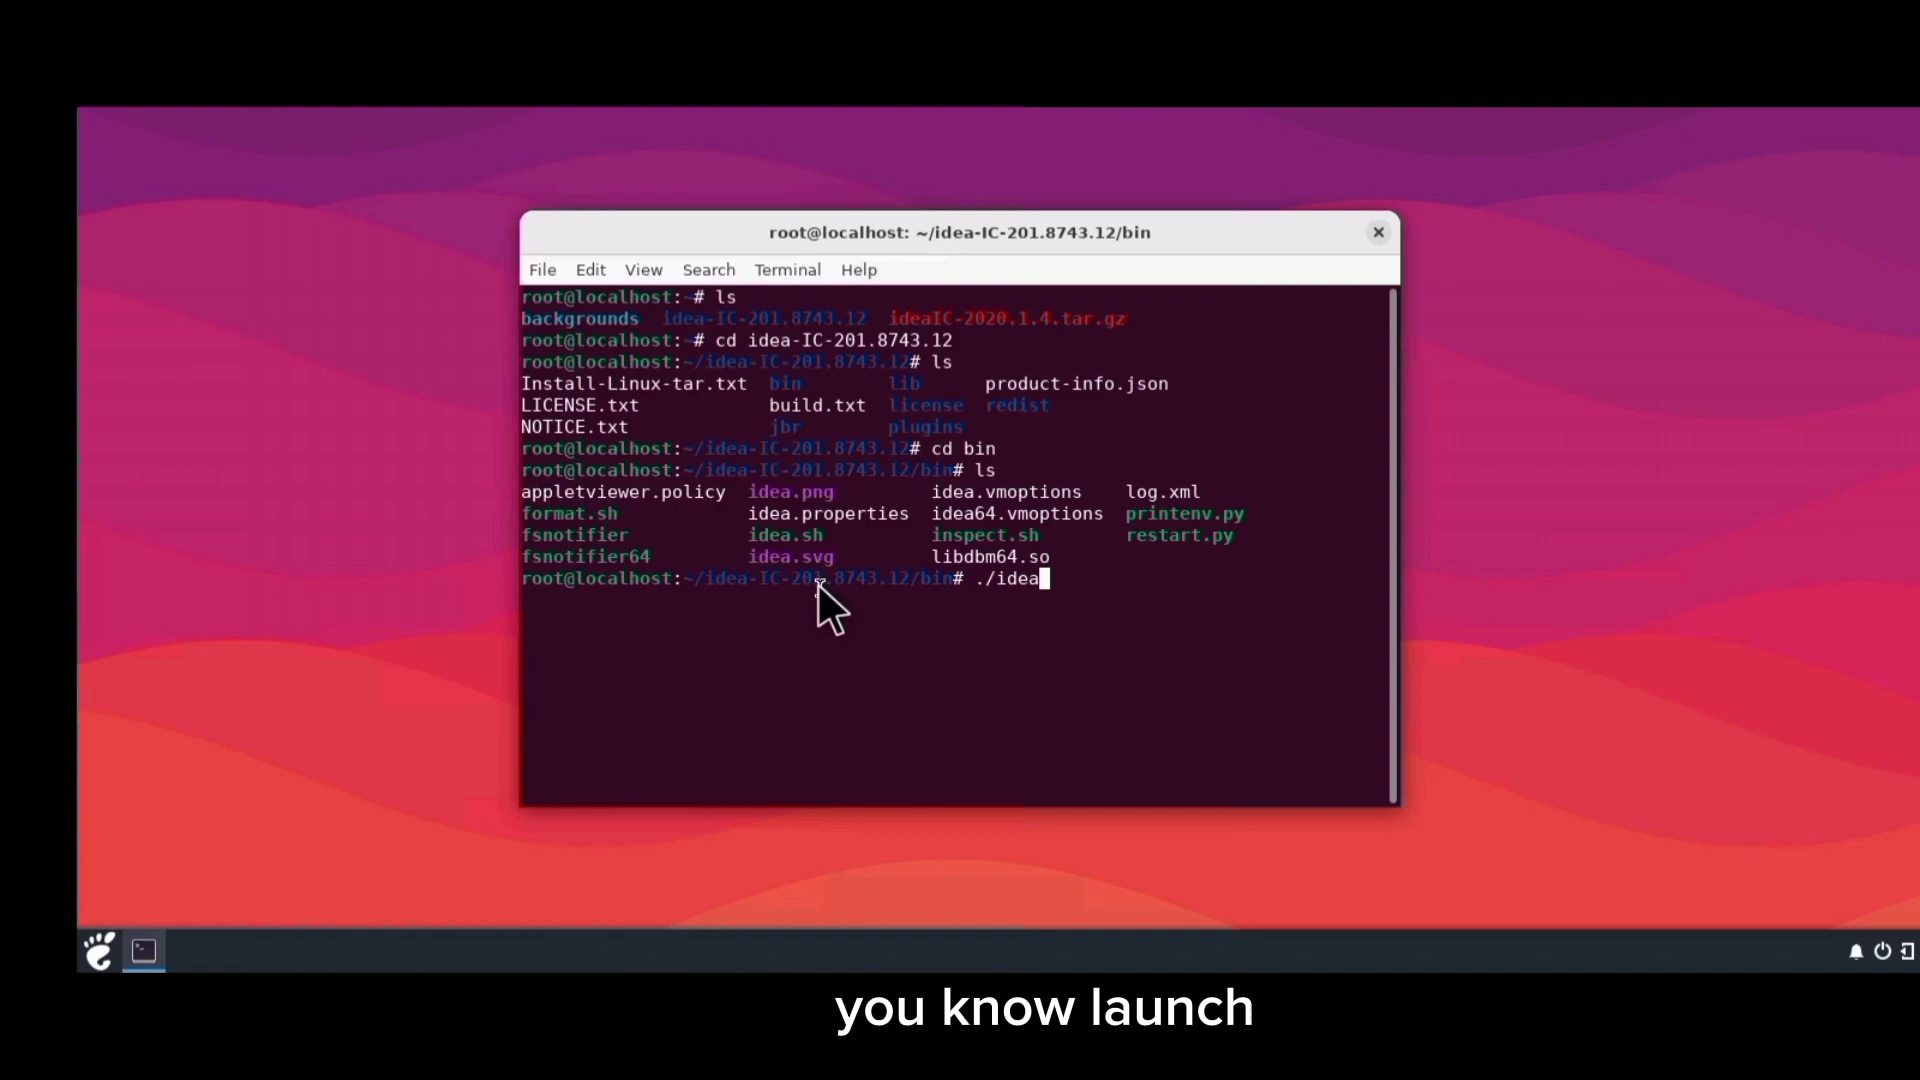 root@localhost: ~/idea-IC-201.8743.12/bin
File Edit View Search Terminal Help
root@localhost:~# ls
backgrounds idea-IC-201.8743.12 ideaIC-2020.1.4.tar.gz
root@localhost:~# cd idea-IC-201.8743.12
root@localhost:~/idea-IC-201.8743.12# ls
Install-Linux-tar.txt bin lib product-info.json
LICENSE.txt build.txt license redist
NOTICE.txt jbr plugins
root@localhost:~/idea-IC-201.8743.12# cd bin
root@localhost:~/idea-IC-201.8743.12/bin# ls
appletviewer.policy idea.png idea.vmoptions log.xml
format.sh idea.properties idea64.vmoptions printenv.py
fsnotifier idea.sh inspect.sh restart.py
fsnotifier64 idea.svg libdbm64.so
root@localhost:~/idea-IC-201.8743.12/bin# ./idea
you know launch